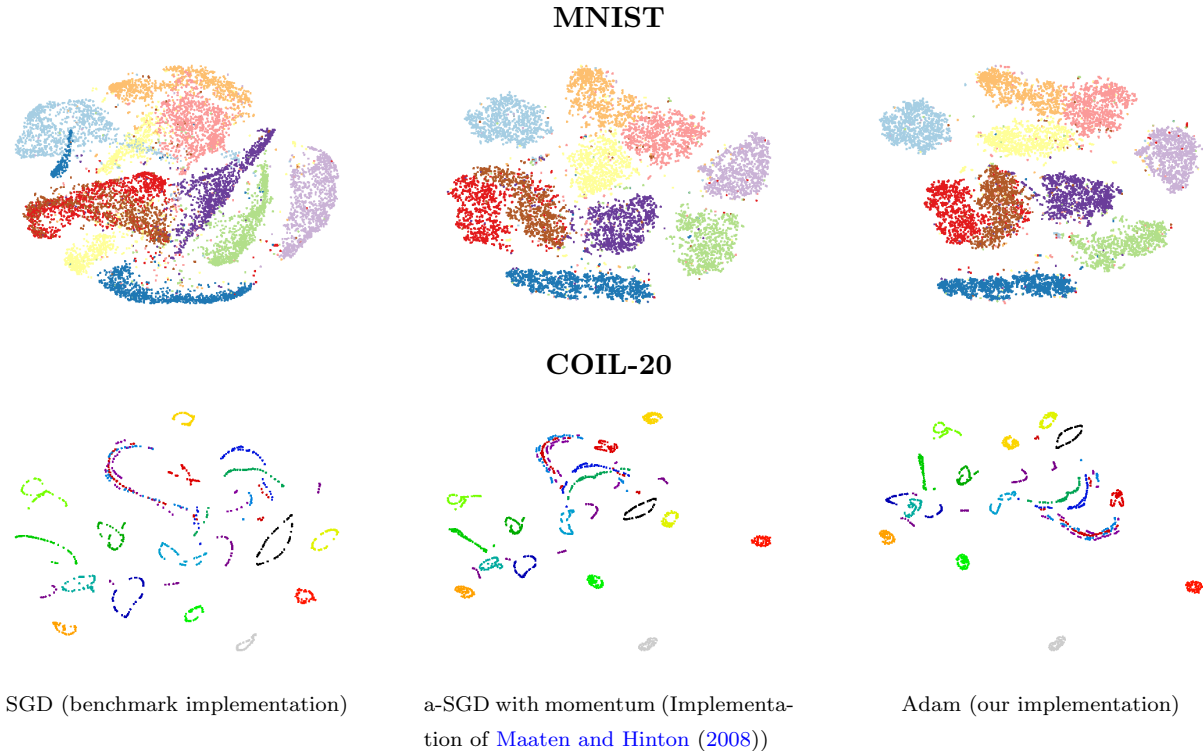 MNIST
COIL-20
SGD (benchmark implementation)
a-SGD with momentum (Implementa-
tion of Maaten and Hinton (2008))
Adam (our implementation)